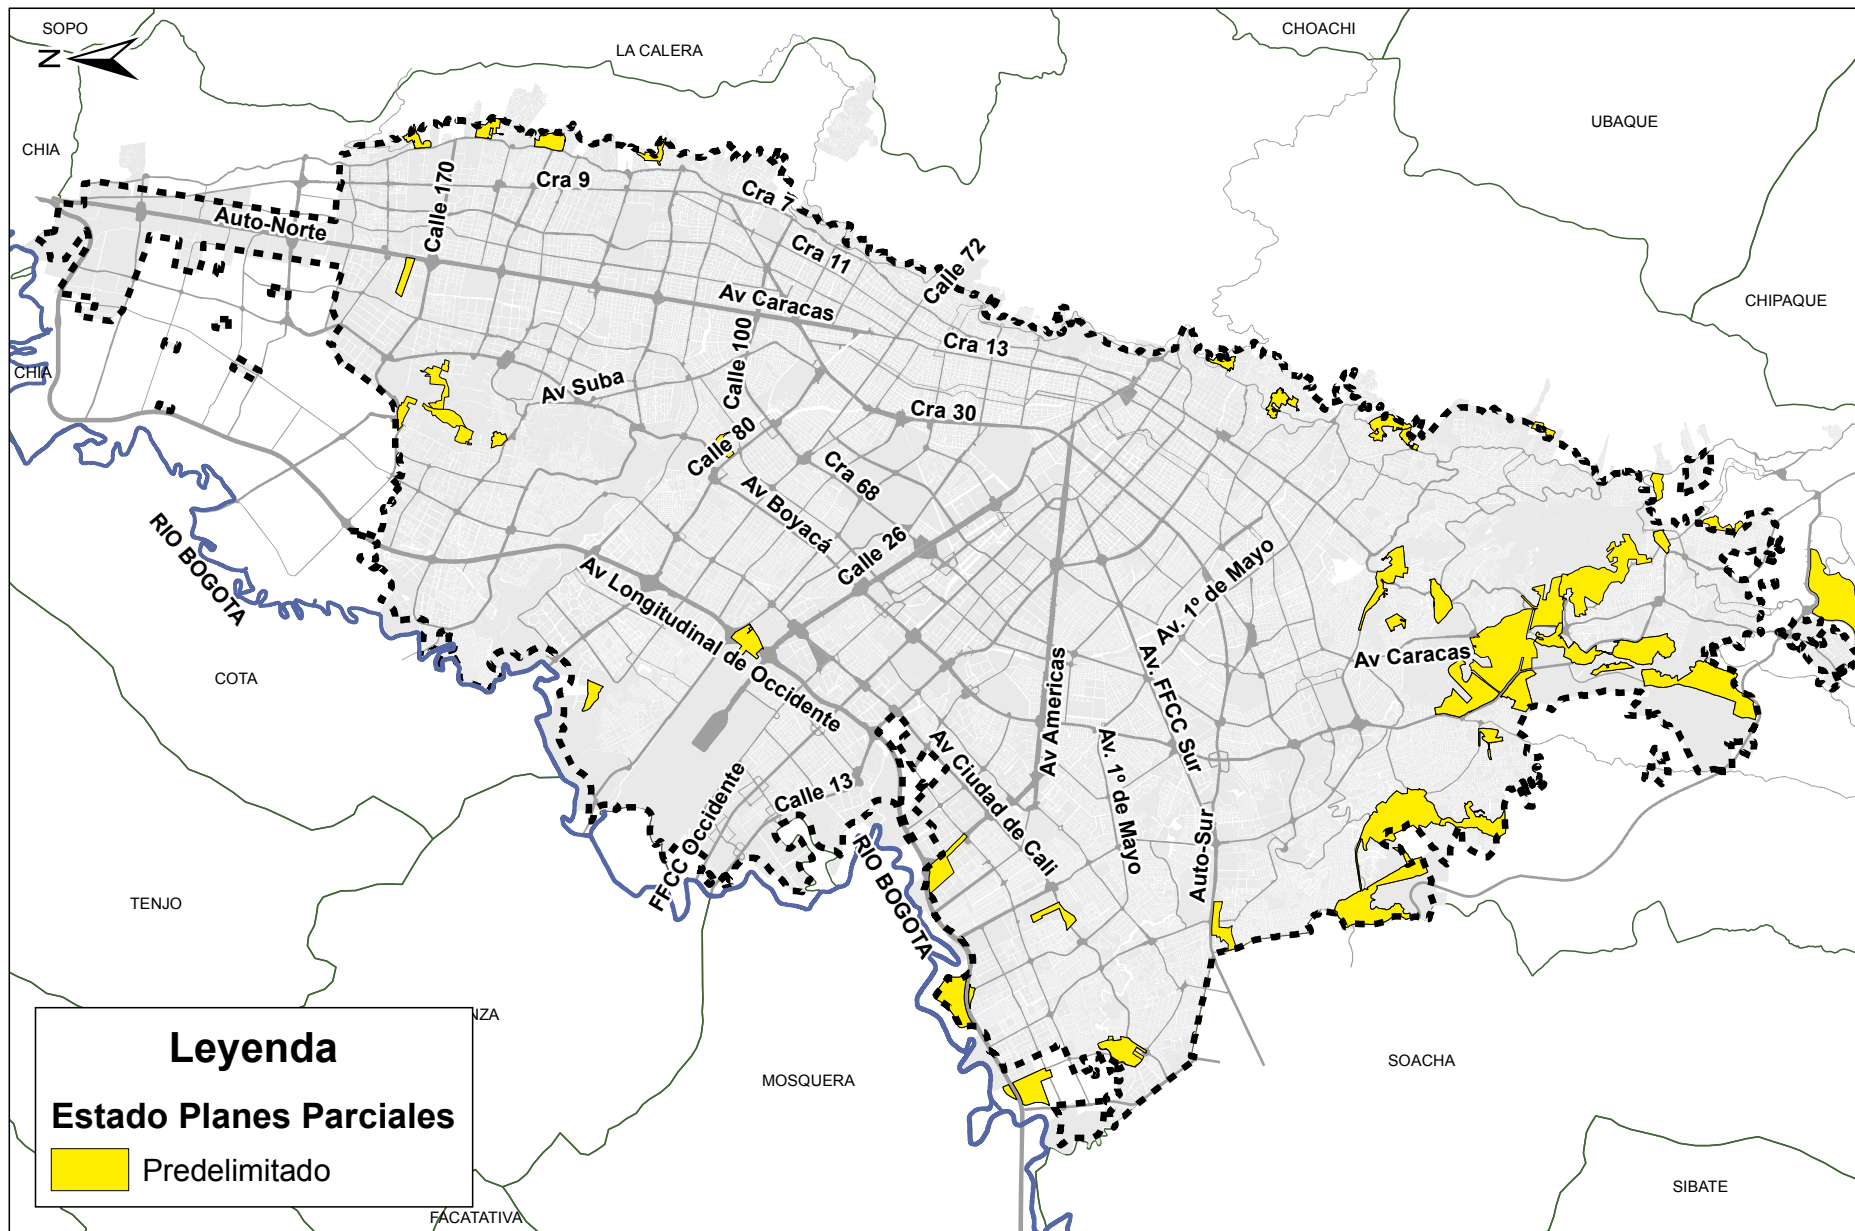 SOPO
CHOACHI
LA CALERA
N
UBAQUE
CHIA
Cra 9
Calle 170
Cra 7
Auto-Norte
Cra 11
Calle 72
CHIPAQUE
Av Caracas
Cra 13
Calle 100
CHIA
Av Suba
Cra 30
Calle 80
Cra 68
Av Boyacá
RIO BOGOTA
Calle 26
Av. 1º de Mayo
Av Longitudinal de Occidente
Av Caracas
COTA
Av. FFCC Sur
Av Americas
Av Ciudad de Cali
Av. 1º de Mayo
FFCC Occidente
Calle 13
Auto-Sur
RIO BOGOTA
TENJO
NZA
Leyenda
SOACHA
MOSQUERA
Estado Planes Parciales
Predelimitado
SIBATE
FACATATIVA